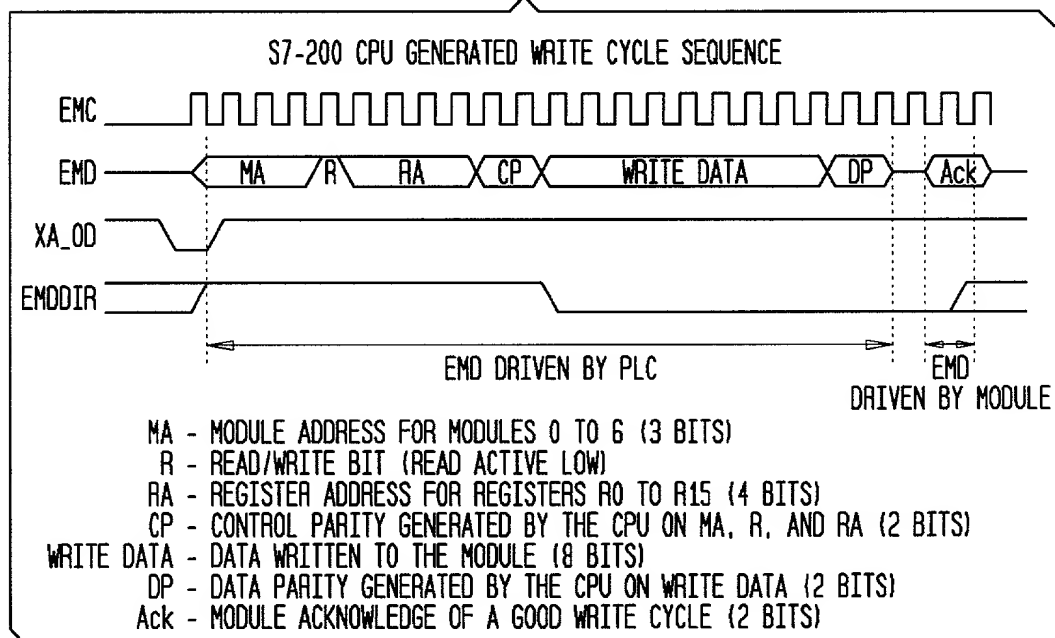 S7-200 CPU GENERATED WRITE CYCLE SEQUENCE
EMC
EMD MA R RA CP WRITE DATA DP Ack
XA_OD
EMDDIR
EMD DRIVEN BY PLC
EMD
DRIVEN BY MODULE
MA - MODULE ADDRESS FOR MODULES 0 TO 6 (3 BITS)
R - READ/WRITE BIT (READ ACTIVE LOW)
RA - REGISTER ADDRESS FOR REGISTERS R0 TO R15 (4 BITS)
CP - CONTROL PARITY GENERATED BY THE CPU ON MA, R, AND RA (2 BITS)
WRITE DATA - DATA WRITTEN TO THE MODULE (8 BITS)
DP - DATA PARITY GENERATED BY THE CPU ON WRITE DATA (2 BITS)
Ack - MODULE ACKNOWLEDGE OF A GOOD WRITE CYCLE (2 BITS)